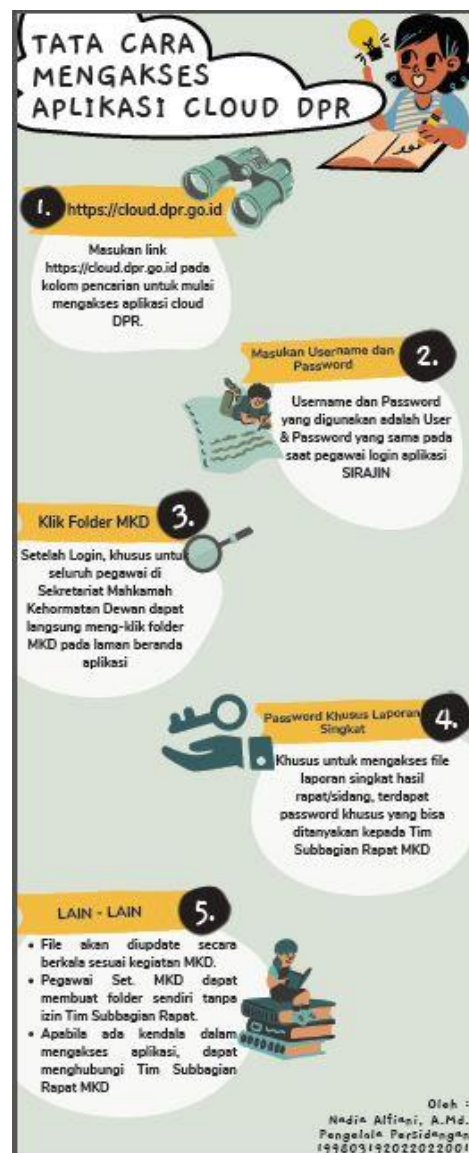 TATA CARA
MENGAKSES
APLIKASI CLOUD DPR
1.
https://cloud.dpr.go.id
Masukan link
https://cloud.dpr.go.id pada
kolom pencarian untuk mulai
mengakses aplikasi cloud
DPR.
Masukan Username dan
Password
2.
Username dan Password
yang digunakan adalah User
& Password yang sama pada
saat pegawai login aplikasi
SIRAJIN
Klik Folder MKD
3.
Setelah Login, khusus untuk
seluruh pegawai di
Sekretariat Mahkamah
Kehormatan Dewan dapat
langsung meng-klik folder
MKD pada laman beranda
aplikasi
Password Khusus Laporan
Singkat
4.
Khusus untuk mengakses file
laporan singkat hasil
rapat/sidang, terdapat
password khusus yang bisa
ditanyakan kepada Tim
Subbagian Rapat MKD
LAIN - LAIN
5.
• File akan diupdate secara
berkala sesuai kegiatan MKD.
• Pegawai Set. MKD dapat
membuat folder sendiri tanpa
izin Tim Subbagian Rapat.
• Apabila ada kendala dalam
mengakses aplikasi, dapat
menghubungi Tim Subbagian
Rapat MKD
Oleh :
Nadia Alfiani, A.Md.
Pengelola Persidangan
199803192022022001